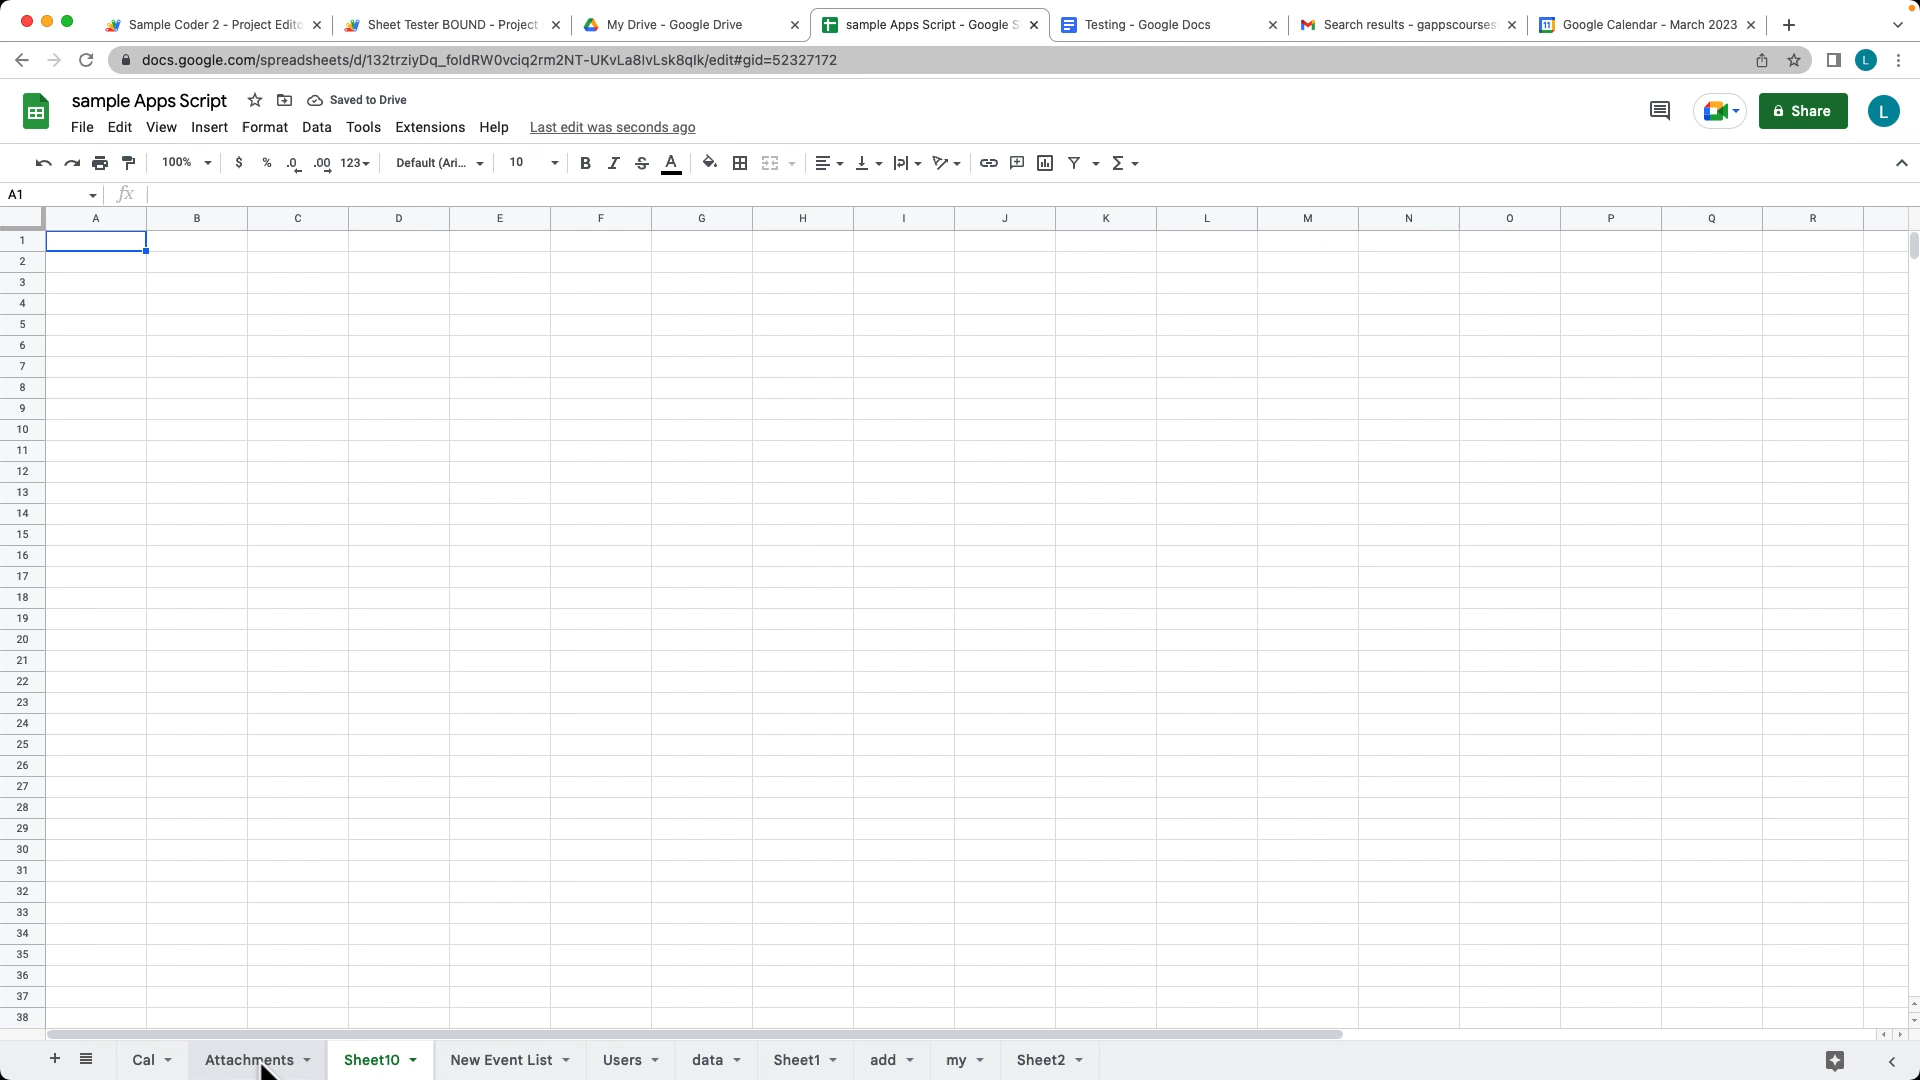 Sample Coder 2 - Project Edito
Sheet Tester BOUND - Project
My Drive - Google Drive
sample Apps Script - Google S
Testing - Google Docs
Search results - gappscourses
Google Calendar - March 2023
docs.google.com/spreadsheets/d/132trziyDq_foldRW0vciq2rm2NT-UKvLa8lvLsk8qlk/edit#gid=52327172
L
sample Apps Script
Saved to Drive
Share
L
File Edit View Insert Format Data Tools Extensions Help Last edit was seconds ago
100% $ % .0 .00 123 Default (Ari... 10 B I S A Σ
A1 fx
A B C D E F G H I J K L M N O P Q R
1
2
3
4
5
6
7
8
9
10
11
12
13
14
15
16
17
18
19
20
21
22
23
24
25
26
27
28
29
30
31
32
33
34
35
36
37
38
+ Cal Attachments Sheet10 New Event List Users data Sheet1 add my Sheet2